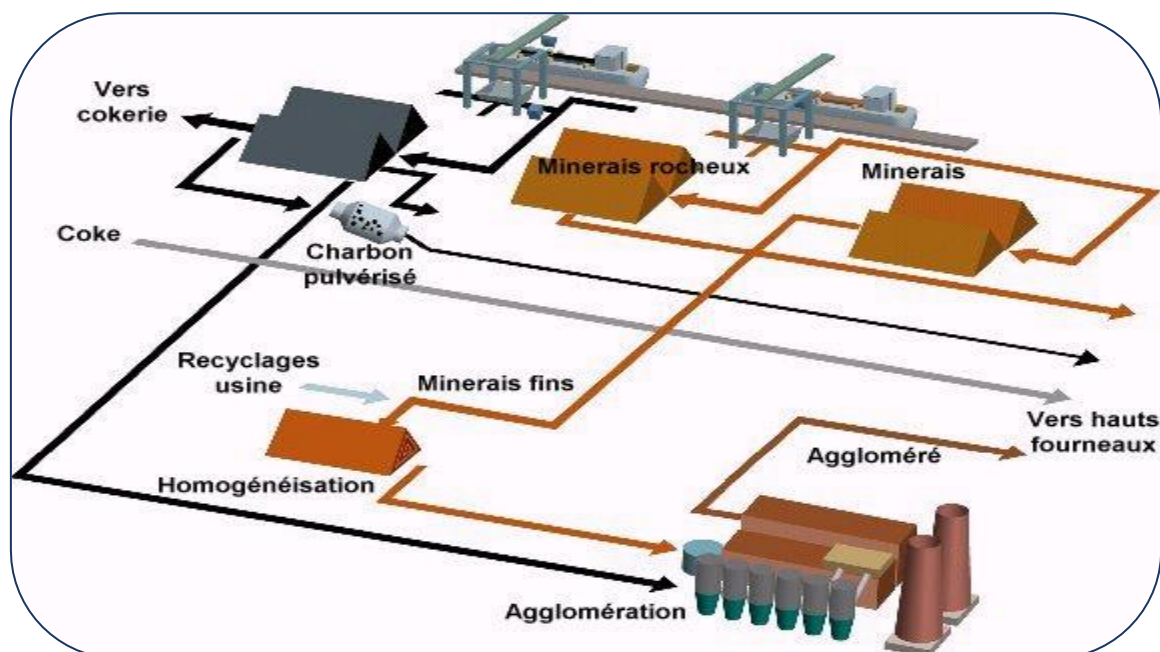 Vers
cokerie
Minerais rocheux
Minerais
Coke
Charbon
pulvérisé
Recyclages
usine
Minerais fins
Vers hauts
fourneaux
Aggloméré
Homogénéisation
Agglomération